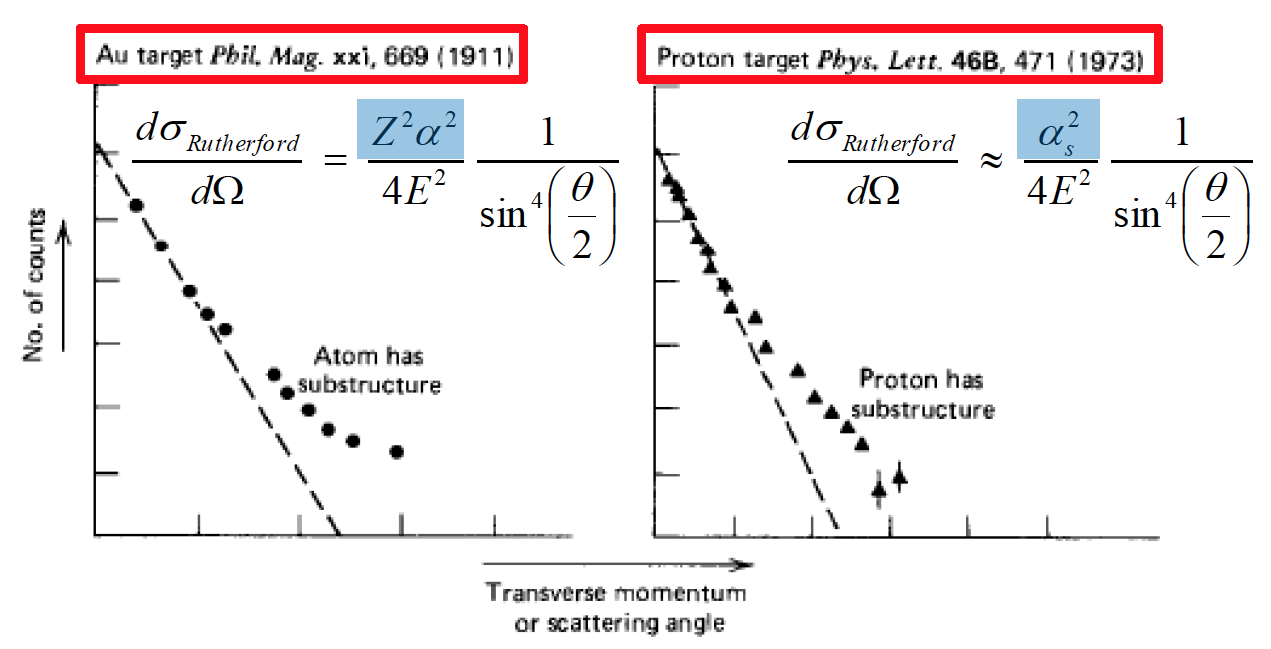 Au target Phil. Mag. xxi, 669 (1911)
dσ_Rutherford/dΩ = Z²α²/4E² 1/sin⁴(θ/2)
No. of counts
Atom has
substructure
Proton target Phys. Lett. 46B, 471 (1973)
dσ_Rutherford/dΩ ≈ α_s²/4E² 1/sin⁴(θ/2)
Proton has
substructure
Transverse momentum
or scattering angle